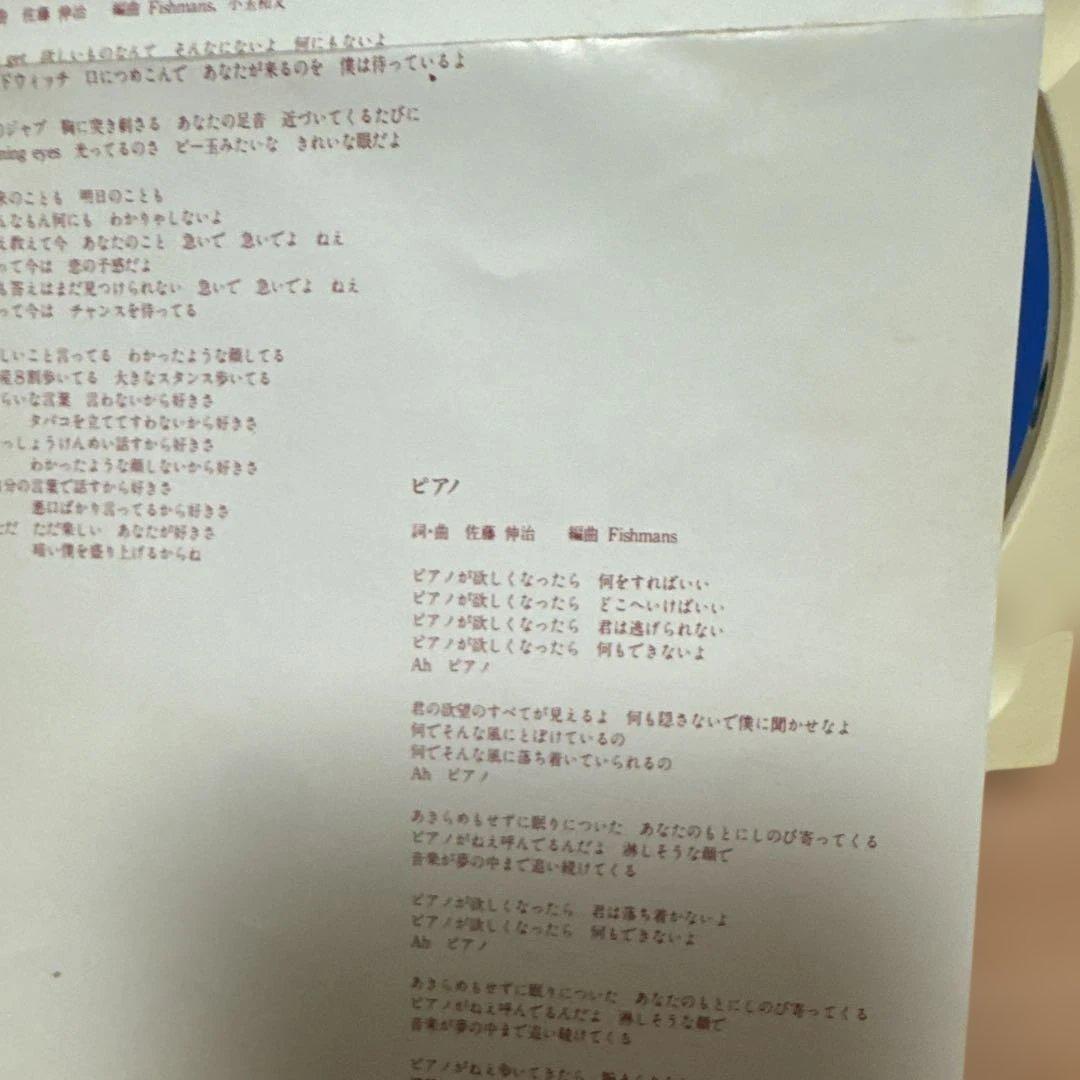 曲 佐藤 伸治 編曲 Fishmans, 小玉和文
get 欲しいものなんて そんなにないよ 何にもないよ
ドウィッチ 口につめこんで あなたが来るのを 僕は待っているよ
ジャブ 胸に突き刺さる あなたの足音 近づいてくるたびに
ning eyes 光ってるのさ ビー玉みたいな きれいな眼だよ
来のことも 明日のことも
んなもん何にも わかりゃしないよ
え教えて今 あなたのこと 急いで 急いでよ ねえ
って今は 恋の予感だよ
も答えはまだ見つけられない 急いで 急いでよ ねえ
って今は チャンスを待ってる
しいこと言ってる わかったような顔してる
8割歩いてる 大きなスタンス歩いてる
らいな言葉 言わないから好きさ
タバコを立ててすわないから好きさ
っしょうけんめい話すから好きさ
わかったような顔しないから好きさ
分の言葉で話すから好きさ
悪口ばかり言ってるから好きさ
ただ ただ楽しい あなたが好きさ
暗い僕を盛り上げるからね
ピアノ
詞・曲 佐藤 伸治 編曲 Fishmans
ピアノが欲しくなったら 何をすればいい
ピアノが欲しくなったら どこへいけばいい
ピアノが欲しくなったら 君は逃げられない
ピアノが欲しくなったら 何もできないよ
Ah ピアノ
君の欲望のすべてが見えるよ 何も隠さないで僕に聞かせなよ
何でそんな風にとぼけているの
何でそんな風に落ち着いていられるの
Ah ピアノ
あきらめもせずに眠りについた あなたのもとにしのび寄ってくる
ピアノがねえ呼んでるんだよ 淋しそうな顔で
音楽が夢の中まで追い続けてくる
ピアノが欲しくなったら 君は落ち着かないよ
ピアノが欲しくなったら 何もできないよ
Ah ピアノ
あきらめもせずに眠りについた あなたのもとにしのび寄ってくる
ピアノがねえ呼んでるんだよ 淋しそうな顔で
音楽が夢の中まで追い続けてくる
ピアノがねえ歩いてきたら